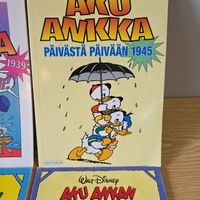 AKU
ANKKA
PÄIVÄSTÄ PÄIVÄÄN 1945
1939
WALT DISNEY
AKU ANKAN